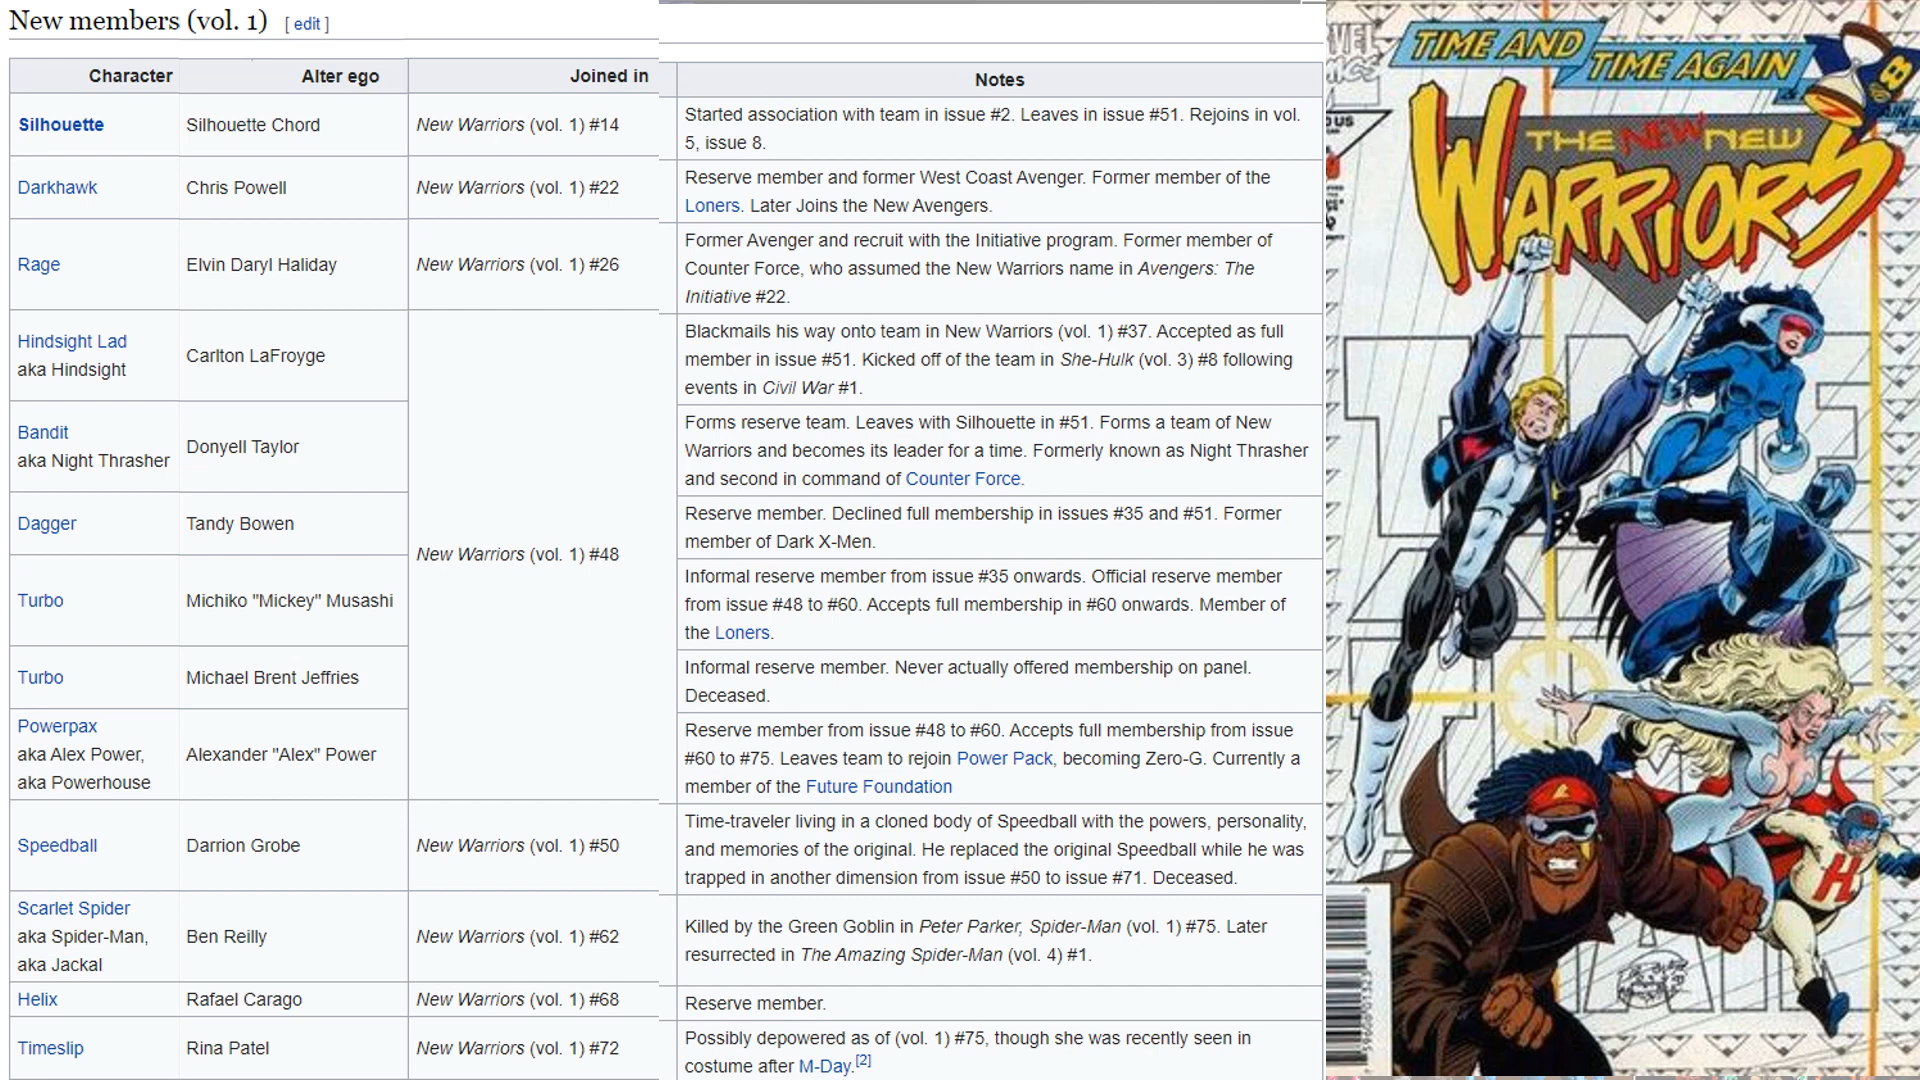 New members (vol. 1) [ edit ]
Character Alter ego Joined in Notes
Silhouette Silhouette Chord New Warriors (vol. 1) #14 Started association with team in issue #2. Leaves in issue #51. Rejoins in vol.
5, issue 8.
Darkhawk Chris Powell New Warriors (vol. 1) #22 Reserve member and former West Coast Avenger. Former member of the
Loners. Later Joins the New Avengers.
Rage Elvin Daryl Haliday New Warriors (vol. 1) #26 Former Avenger and recruit with the Initiative program. Former member of
Counter Force, who assumed the New Warriors name in Avengers: The
Initiative #22.
Hindsight Lad
aka Hindsight
Carlton LaFroyge
New Warriors (vol. 1) #48
Blackmails his way onto team in New Warriors (vol. 1) #37. Accepted as full
member in issue #51. Kicked off of the team in She-Hulk (vol. 3) #8 following
events in Civil War #1.
Bandit
aka Night Thrasher
Donyell Taylor
Forms reserve team. Leaves with Silhouette in #51. Forms a team of New
Warriors and becomes its leader for a time. Formerly known as Night Thrasher
and second in command of Counter Force.
Dagger Tandy Bowen Reserve member. Declined full membership in issues #35 and #51. Former
member of Dark X-Men.
Turbo Michiko "Mickey" Musashi Informal reserve member from issue #35 onwards. Official reserve member
from issue #48 to #60. Accepts full membership in #60 onwards. Member of
the Loners.
Turbo Michael Brent Jeffries Informal reserve member. Never actually offered membership on panel.
Deceased.
Powerpax
aka Alex Power,
aka Powerhouse
Alexander "Alex" Power
Reserve member from issue #48 to #60. Accepts full membership from issue
#60 to #75. Leaves team to rejoin Power Pack, becoming Zero-G. Currently a
member of the Future Foundation
Speedball Darrion Grobe New Warriors (vol. 1) #50 Time-traveler living in a cloned body of Speedball with the powers, personality,
and memories of the original. He replaced the original Speedball while he was
trapped in another dimension from issue #50 to issue #71. Deceased.
Scarlet Spider
aka Spider-Man,
aka Jackal
Ben Reilly
New Warriors (vol. 1) #62
Killed by the Green Goblin in Peter Parker, Spider-Man (vol. 1) #75. Later
resurrected in The Amazing Spider-Man (vol. 4) #1.
Helix Rafael Carago New Warriors (vol. 1) #68 Reserve member.
Timeslip Rina Patel New Warriors (vol. 1) #72 Possibly depowered as of (vol. 1) #75, though she was recently seen in
costume after M-Day.[2]
TIME AND
TIME AGAIN
8
THE NEW NEW
WARRIORS
H